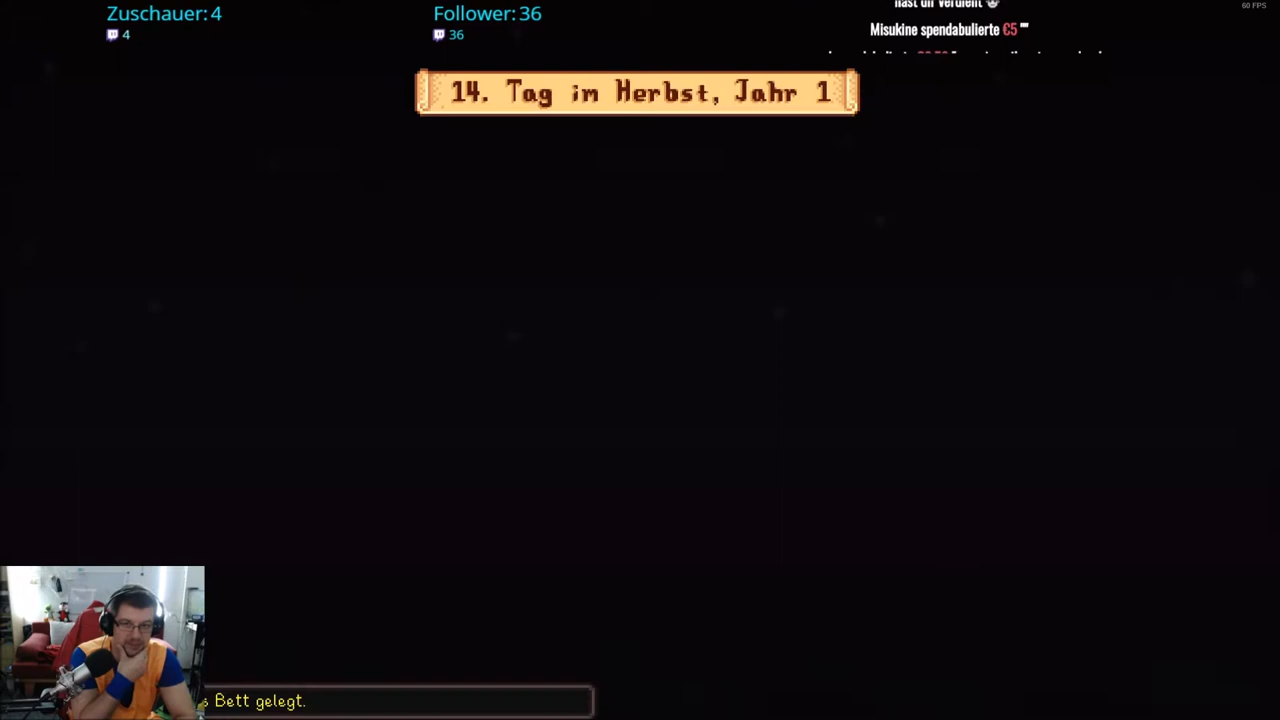 Zuschauer: 4
4
Follower: 36
36
hast dir verdient
Misukine spendabulierte €5
60 FPS
14. Tag im Herbst, Jahr 1
s Bett gelegt.